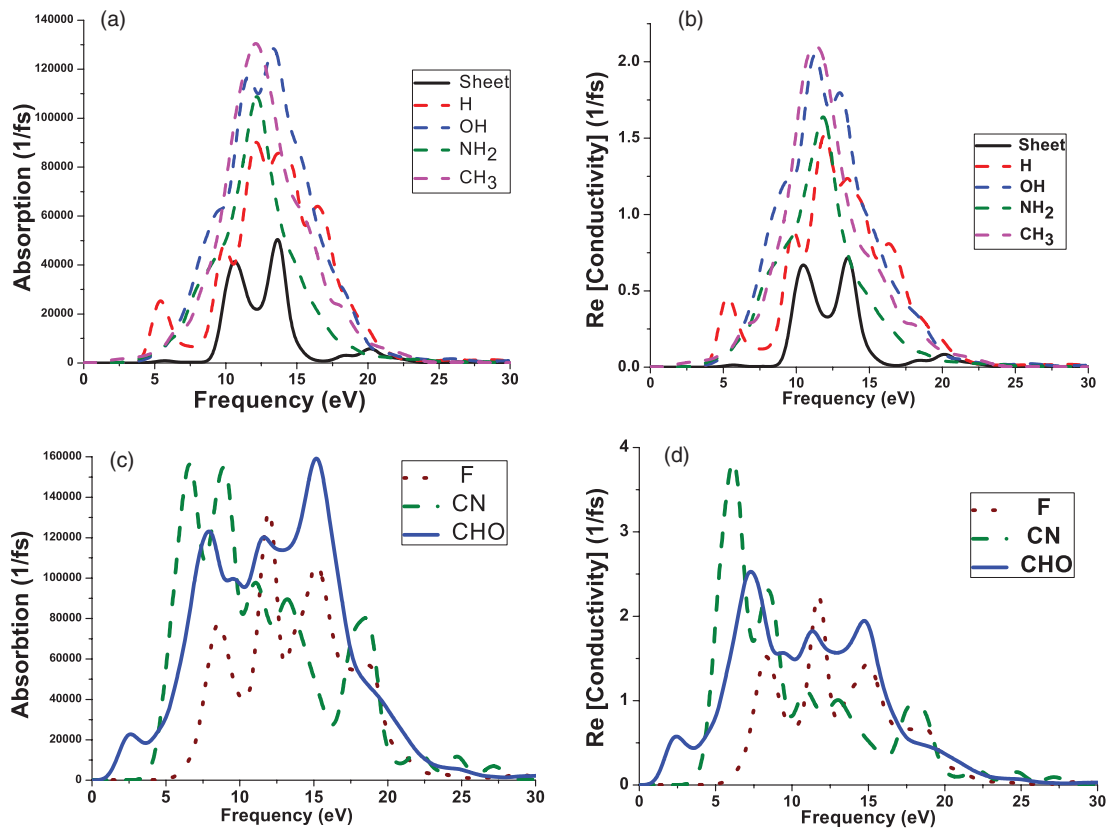 (a)
140000
120000
100000
80000
60000
40000
20000
0
0 5 10 15 20 25 30
Absorption (1/fs)
Frequency (eV)
Sheet
H
OH
NH2
CH3
(b)
2.0
1.5
1.0
0.5
0.0
0 5 10 15 20 25 30
Re [Conductivity] (1/fs)
Frequency (eV)
Sheet
H
OH
NH2
CH3
(c)
160000
140000
120000
100000
80000
60000
40000
20000
0
0 5 10 15 20 25 30
Absorbtion (1/fs)
Frequency (eV)
F
CN
CHO
(d)
4
3
2
1
0
0 5 10 15 20 25 30
Re [Conductivity] (1/fs)
Frequency (eV)
F
CN
CHO